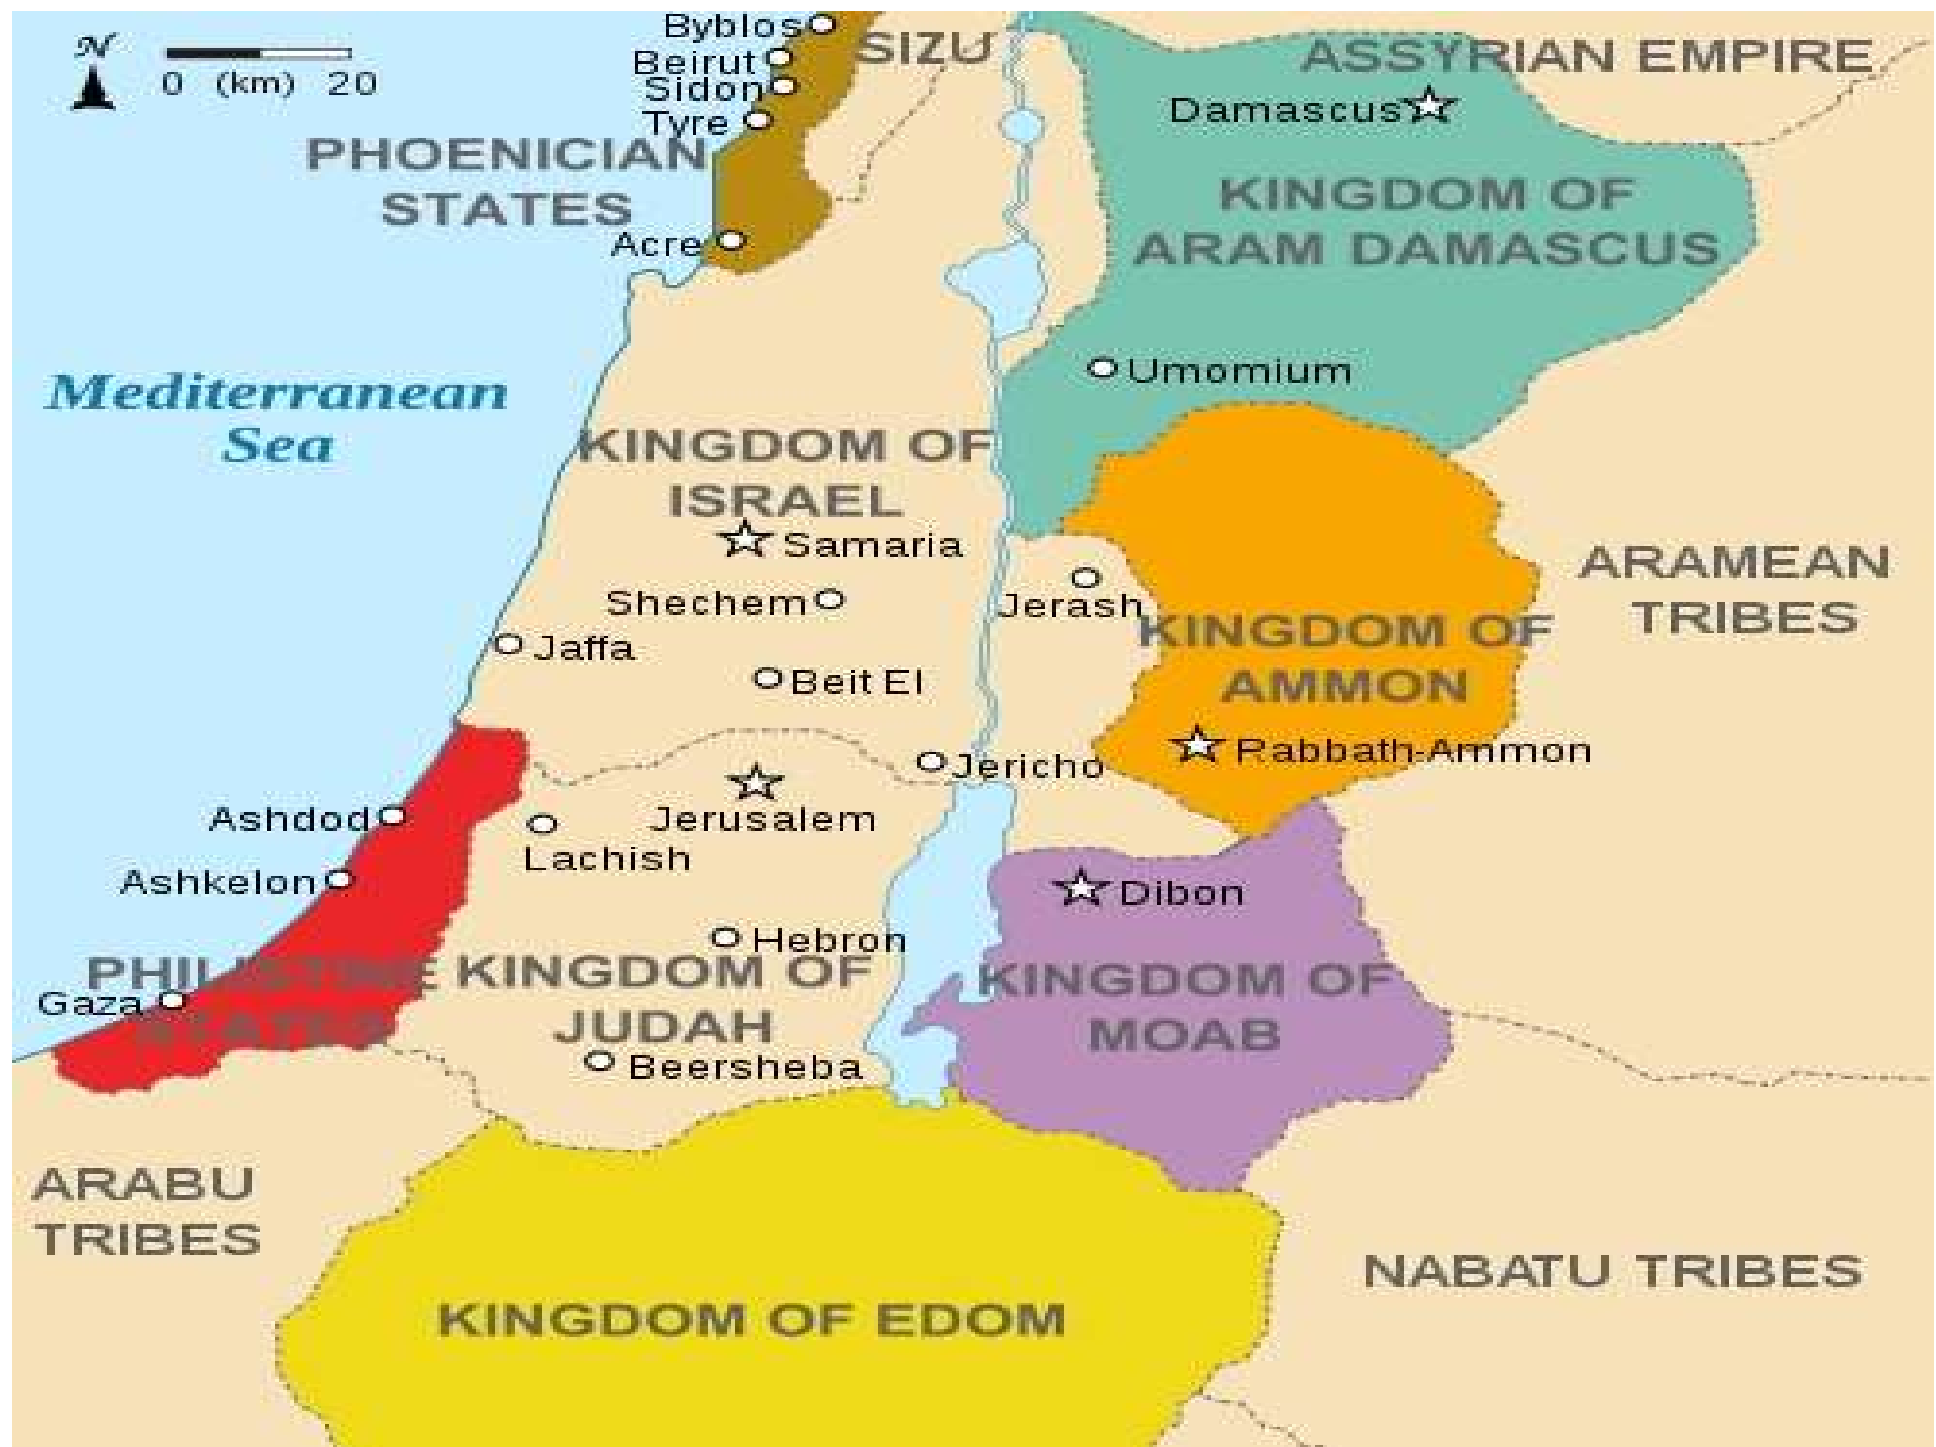 Byblos
N
0 (km) 20
Beirut
Sidon
Tyre
SIZU
ASSYRIAN EMPIRE
Damascus
PHOENICIAN
STATES
Acre
KINGDOM OF
ARAM DAMASCUS
Mediterranean
Sea
Umomium
KINGDOM OF
ISRAEL
Samaria
Shechem
Jerash
Jaffa
Beit El
ARAMEAN
TRIBES
KINGDOM OF
AMMON
Rabbath-Ammon
Jericho
Jerusalem
Ashdod
Lachish
Ashkelon
Dibon
Hebron
PHILISTINE
STATES
Gaza
KINGDOM OF
JUDAH
Beersheba
KINGDOM OF
MOAB
ARABU
TRIBES
NABATU TRIBES
KINGDOM OF EDOM